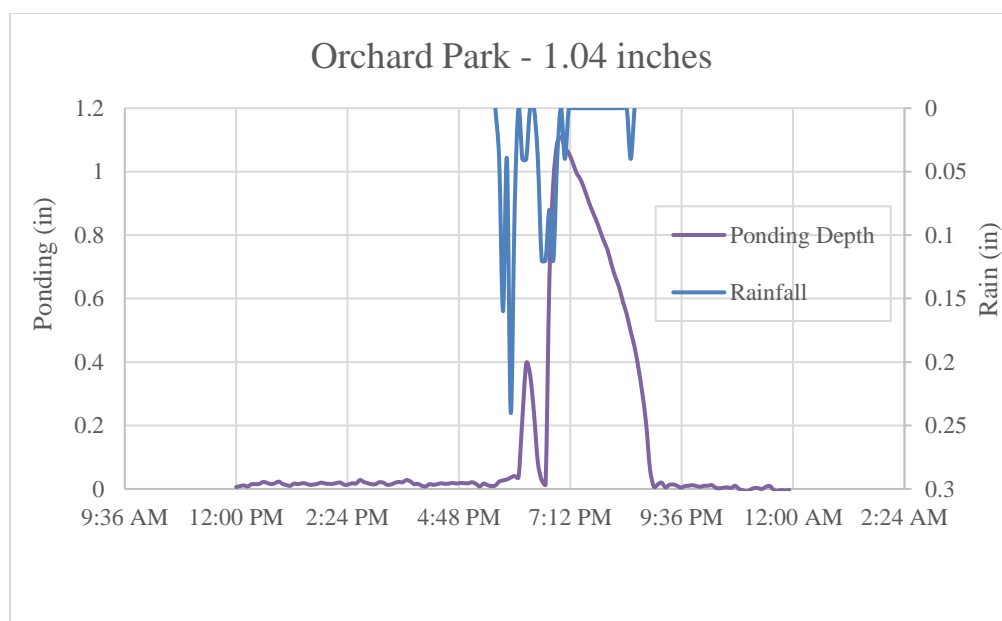 Orchard Park - 1.04 inches
1.2
1
0.8
0.6
0.4
0.2
0
Ponding (in)
0
0.05
0.1
0.15
0.2
0.25
0.3
Rain (in)
Ponding Depth
Rainfall
9:36 AM 12:00 PM 2:24 PM 4:48 PM 7:12 PM 9:36 PM 12:00 AM 2:24 AM